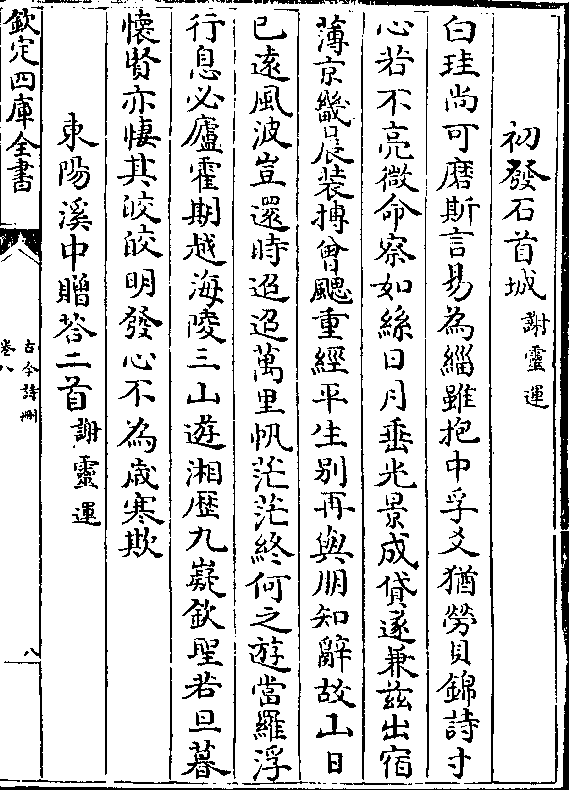 初發石首城謝靈運
白珪尚可磨斯言易為緇雖抱中孚爻猶勞貝錦詩寸
心若不亮微命察如絲日月垂光景成貸遂兼茲出宿
薄京畿晨装摶曾颸重經平生别再與朋知辭故山日
已遠風波豈還時迢迢萬里帆茫茫終何之遊當羅浮
行息必廬霍期越海陵三山遊湘歴九嶷欽聖若旦暮
懷賢亦悽其皎皎明發心不為歳寒欺
東陽溪中贈荅二首謝靈運
欽定四庫全書
古今詩刪
卷八
八